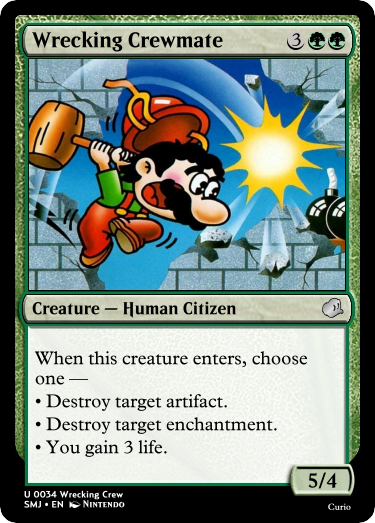 Wrecking Crewmate 3
Creature — Human Citizen
When this creature enters, choose
one —
• Destroy target artifact.
• Destroy target enchantment.
• You gain 3 life.
5/4
U 0034 Wrecking Crew
SMJ • EN Nintendo
Curio